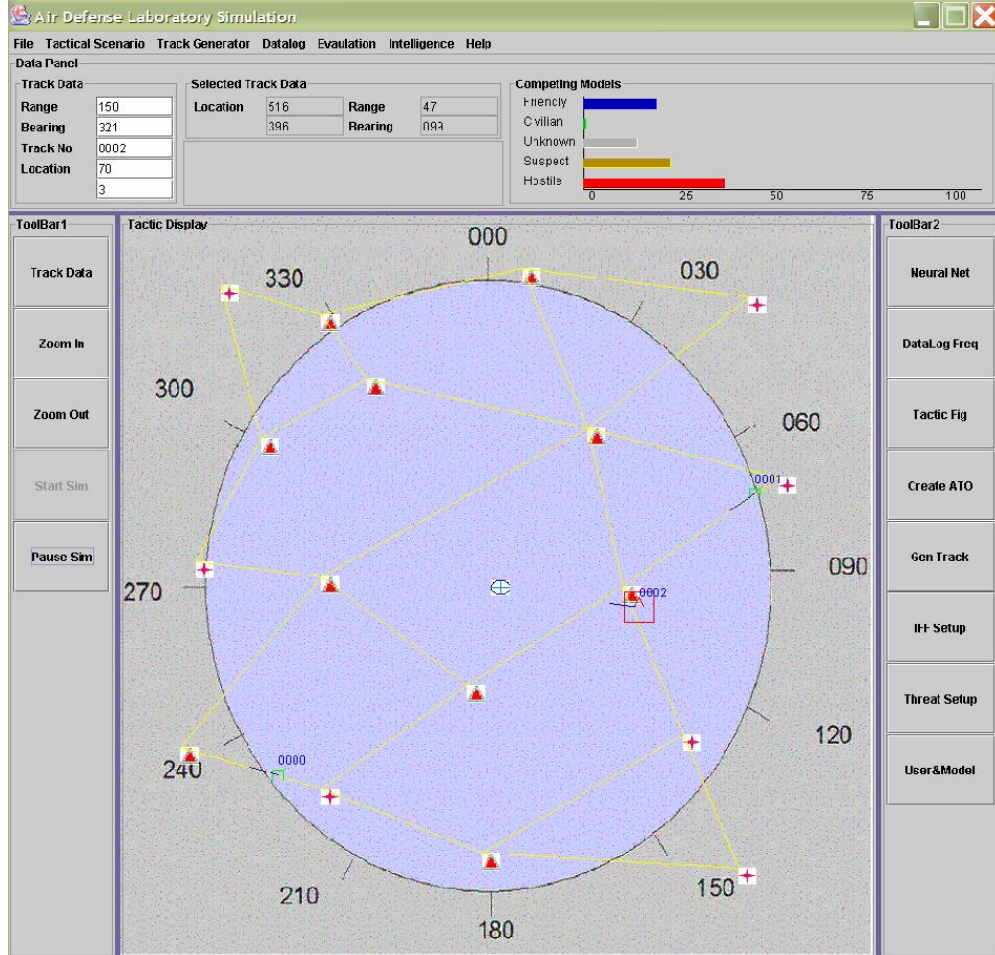 Air Defense Laboratory Simulation
File Tactical Scenario Track Generator Datalog Evaulation Intelligence Help
Data Panel
Track Data
Range 150
Bearing 321
Track No 0002
Location 70
3
Selected Track Data
Location 516 Range 47
396 Bearing 093
Competing Models
Friendly
Civilian
Unknown
Suspect
Hostile
0 25 50 75 100
ToolBar1
Track Data
Zoom In
Zoom Out
Start Sim
Pause Sim
Tactic Display
000
030
060
090
120
150
180
210
240
270
300
330
0001
0002
0000
ToolBar2
Neural Net
DataLog Freq
Tactic Fig
Create ATO
Gen Track
IFF Setup
Threat Setup
User&Model